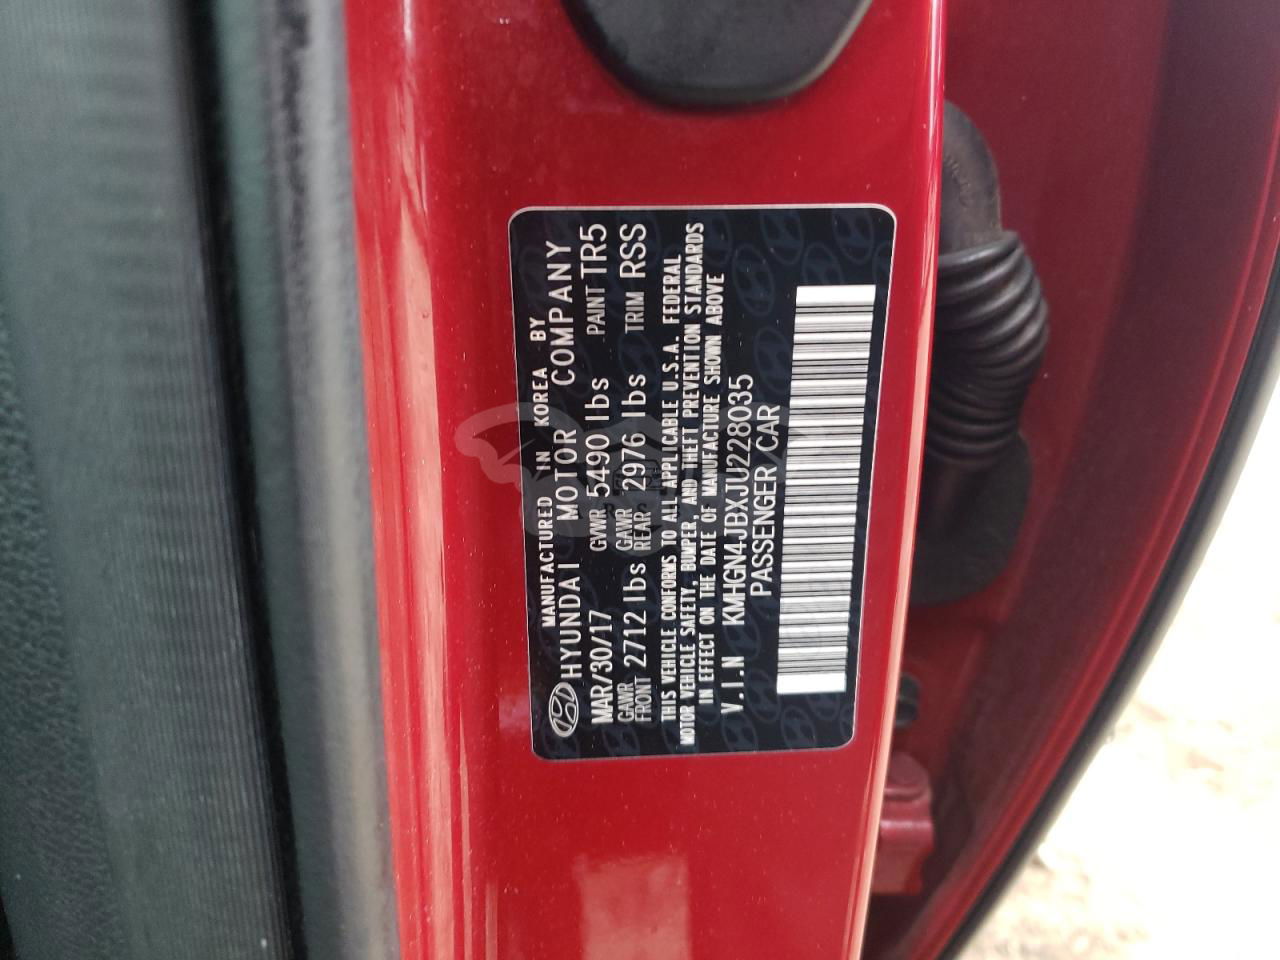 MANUFACTURED IN KOREA BY
HYUNDAI MOTOR COMPANY
MAR/30/17 GVWR 5490 lbs PAINT TR5
GAWR FRONT 2712 lbs GAWR REAR 2976 lbs TRIM RSS
THIS VEHICLE CONFORMS TO ALL APPLICABLE U.S.A. FEDERAL
MOTOR VEHICLE SAFETY, BUMPER, AND THEFT PREVENTION STANDARDS
IN EFFECT ON THE DATE OF MANUFACTURE SHOWN ABOVE
V.I.N KMHGN4JBXJU228035
PASSENGER CAR